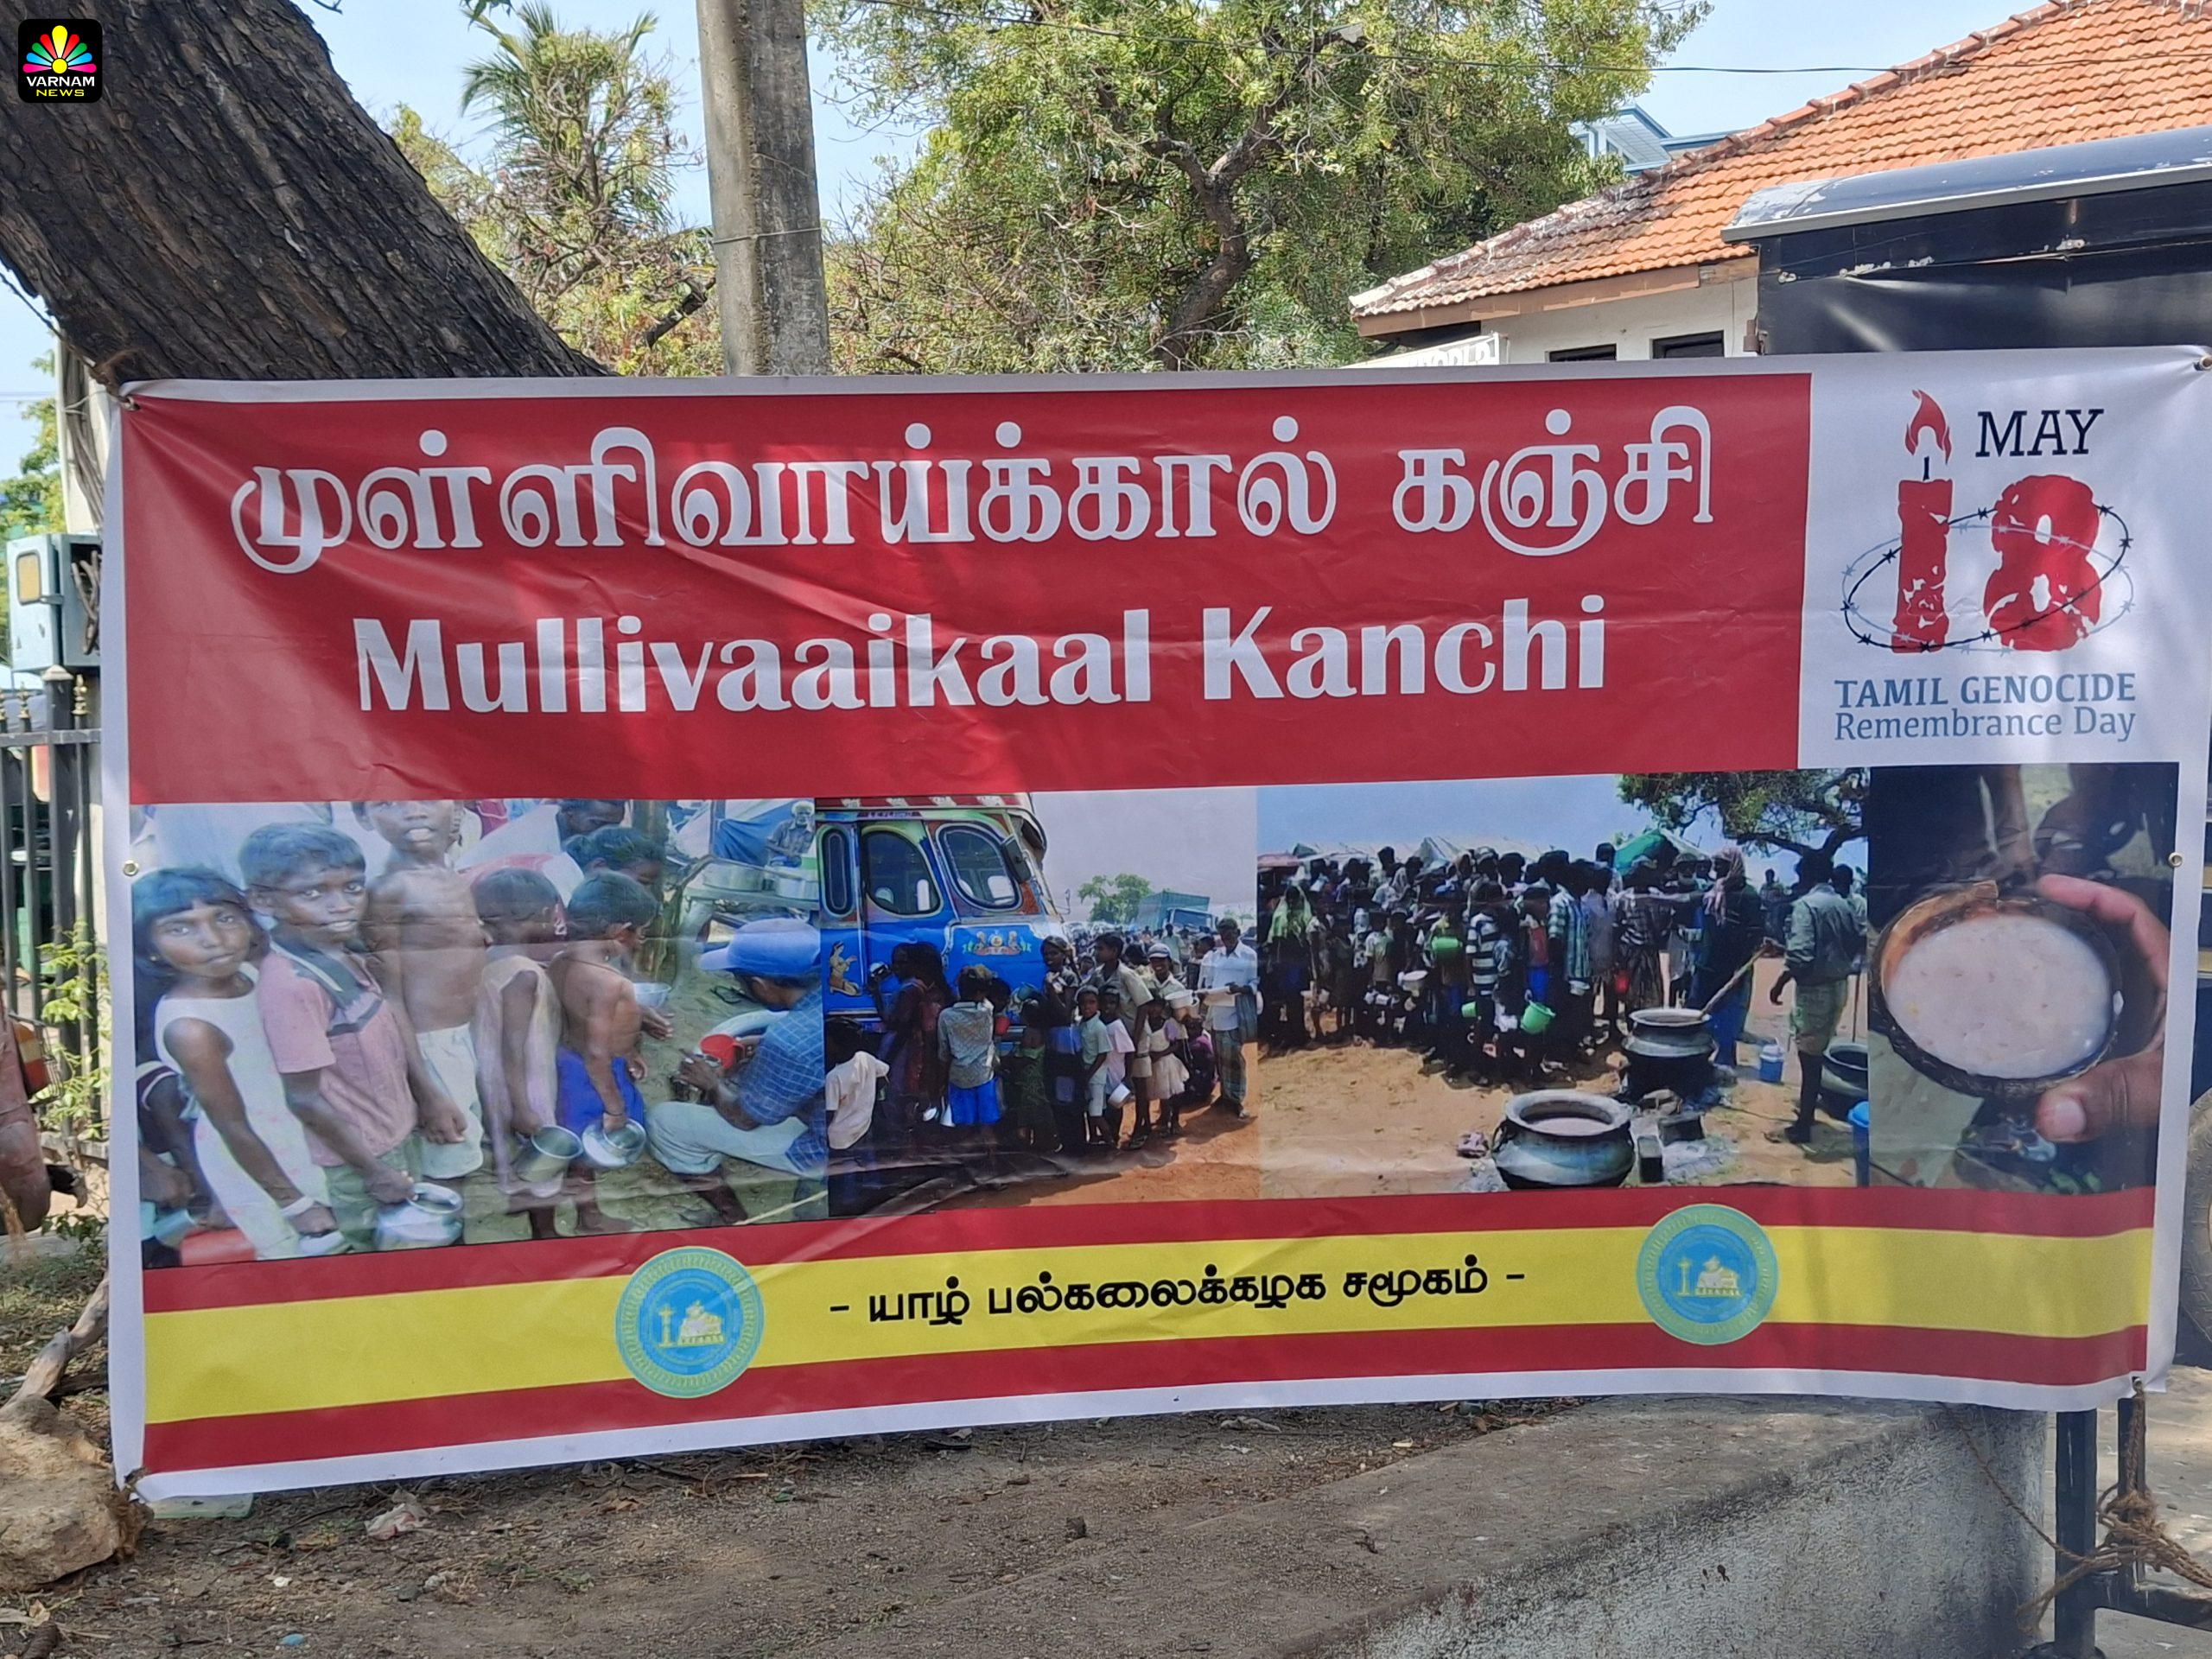 VARNAM
NEWS
முள்ளிவாய்க்கால் கஞ்சி
Mullivaaikaal Kanchi
MAY
18
TAMIL GENOCIDE
Remembrance Day
- யாழ் பல்கலைக்கழக சமூகம் -